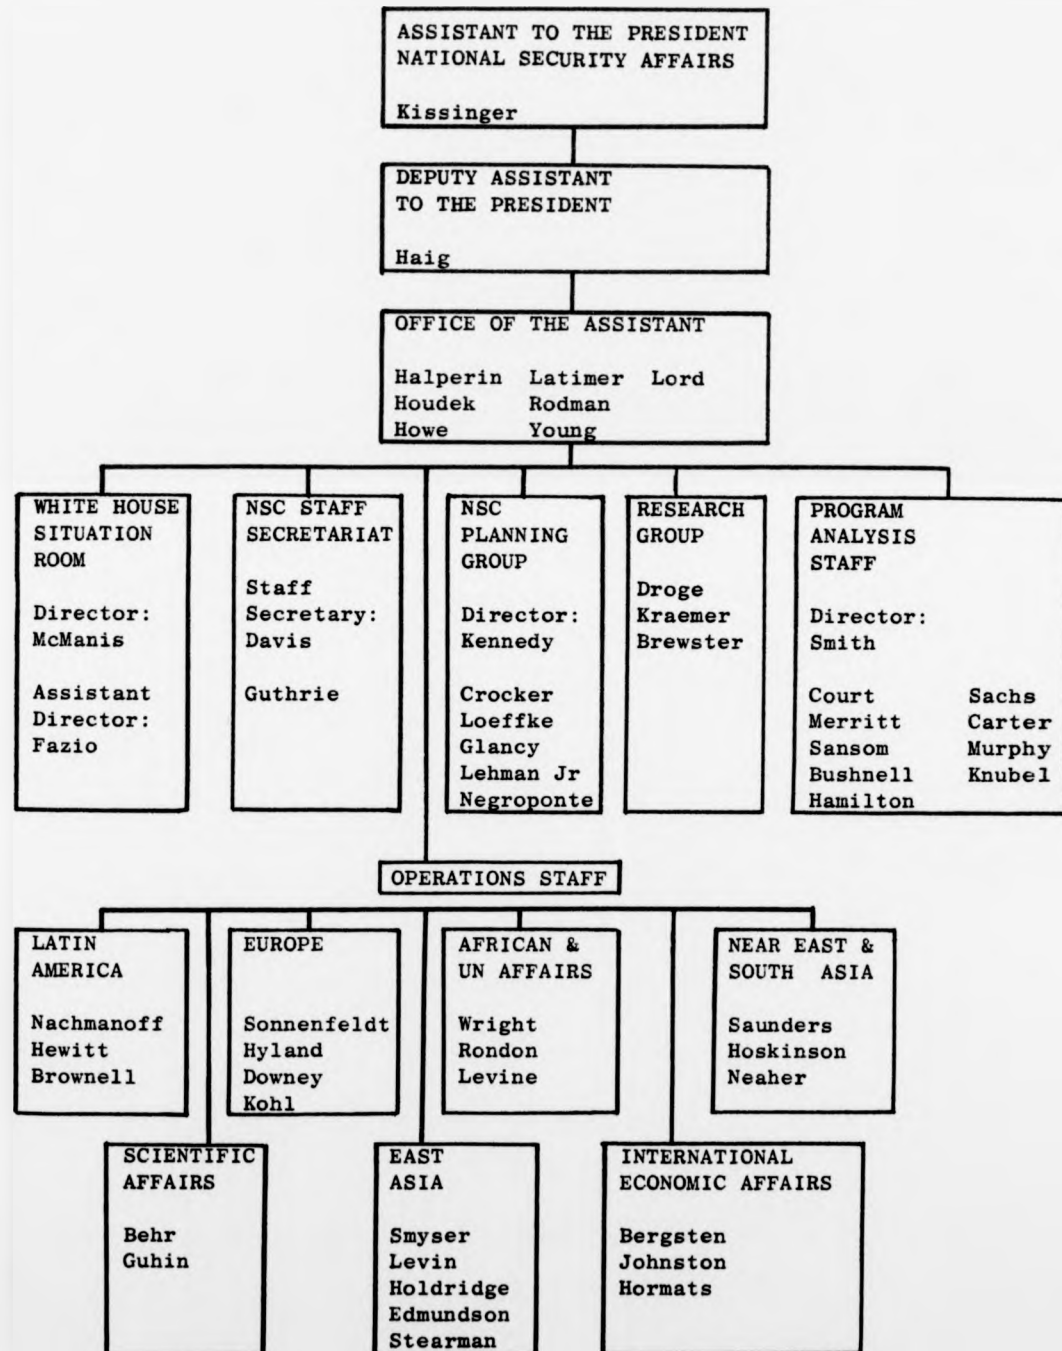 ASSISTANT TO THE PRESIDENT
NATIONAL SECURITY AFFAIRS
Kissinger
DEPUTY ASSISTANT
TO THE PRESIDENT
Haig
OFFICE OF THE ASSISTANT
Halperin Latimer Lord
Houdek Rodman
Howe Young
WHITE HOUSE
SITUATION
ROOM
Director:
McManis
Assistant
Director:
Fazio
NSC STAFF
SECRETARIAT
Staff
Secretary:
Davis
Guthrie
NSC
PLANNING
GROUP
Director:
Kennedy
Crocker
Loeffke
Glancy
Lehman Jr
Negroponte
RESEARCH
GROUP
Droge
Kraemer
Brewster
PROGRAM
ANALYSIS
STAFF
Director:
Smith
Court Sachs
Merritt Carter
Sansom Murphy
Bushnell Knubel
Hamilton
OPERATIONS STAFF
LATIN
AMERICA
Nachmanoff
Hewitt
Brownell
EUROPE
Sonnenfeldt
Hyland
Downey
Kohl
AFRICAN &
UN AFFAIRS
Wright
Rondon
Levine
NEAR EAST &
SOUTH ASIA
Saunders
Hoskinson
Neaher
SCIENTIFIC
AFFAIRS
Behr
Guhin
EAST
ASIA
Smyser
Levin
Holdridge
Edmundson
Stearman
INTERNATIONAL
ECONOMIC AFFAIRS
Bergsten
Johnston
Hormats